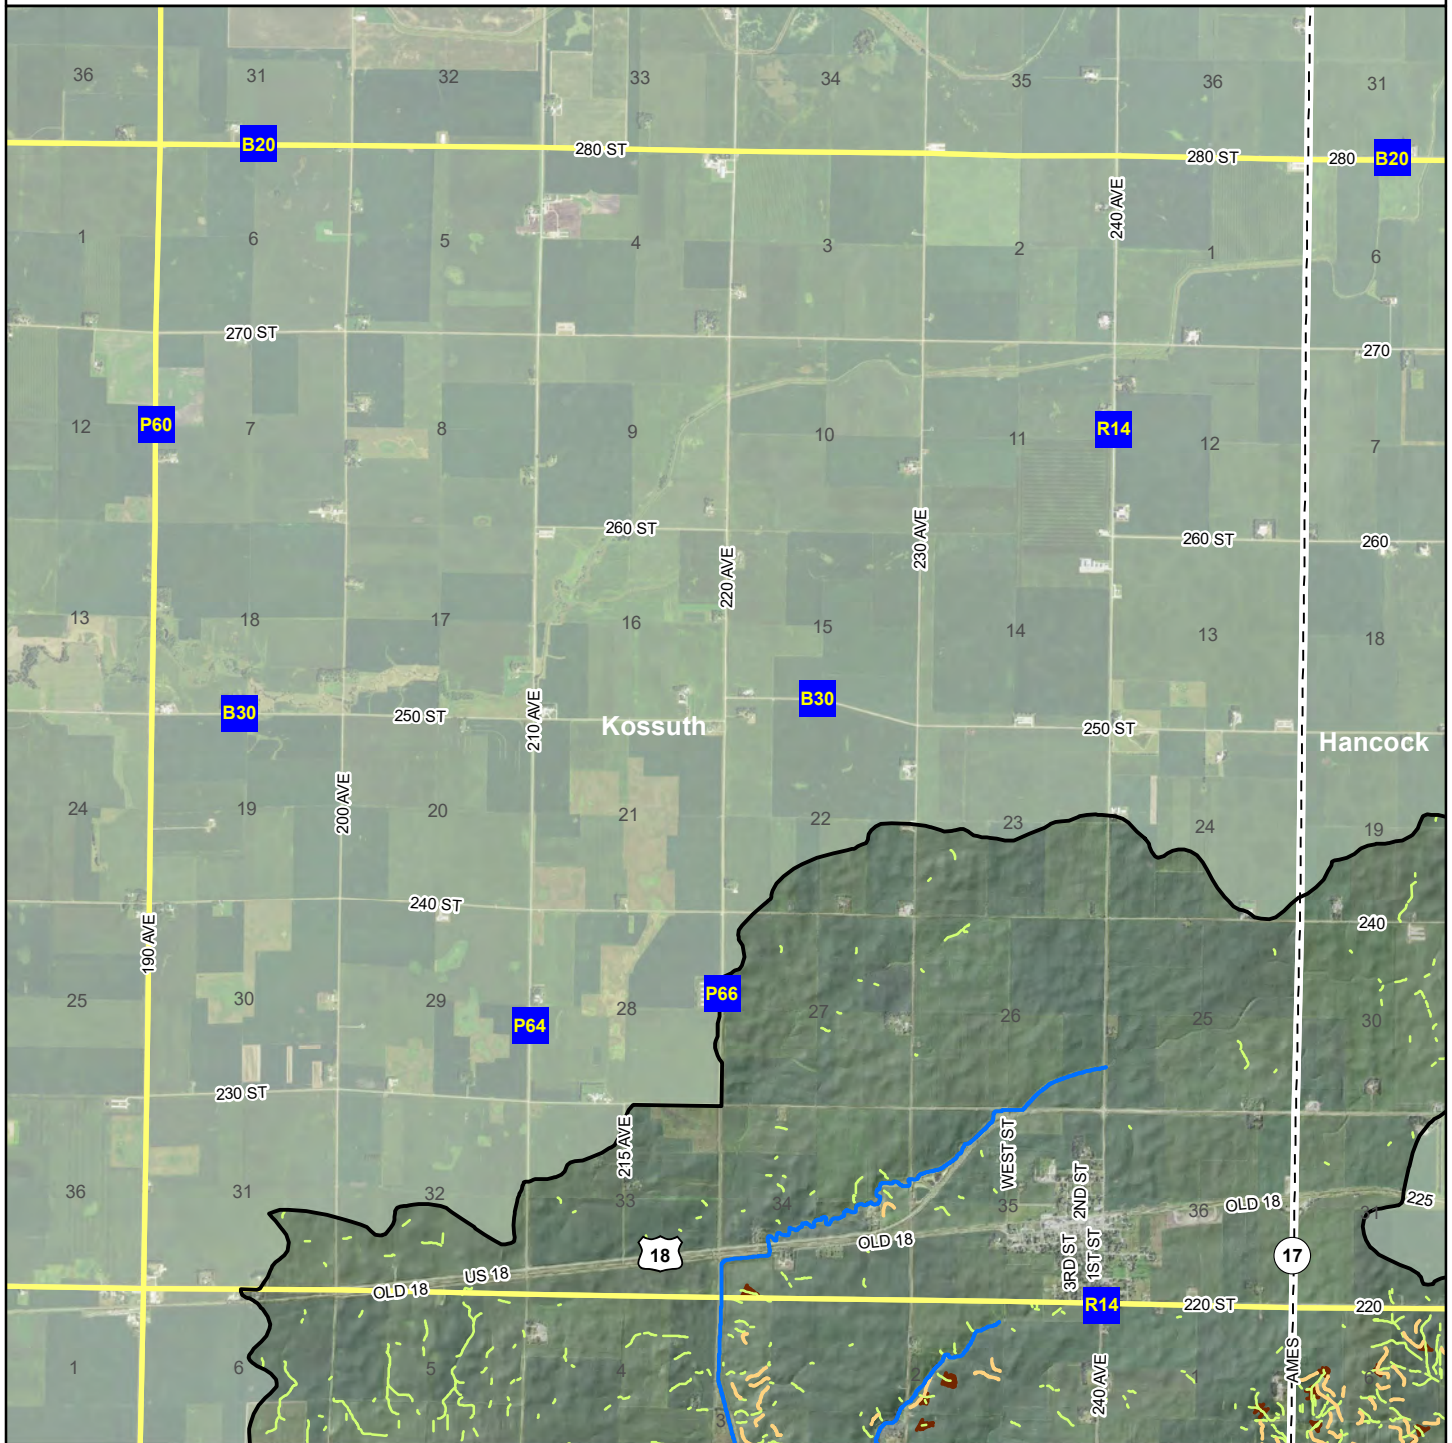 36 31 32 33 34 35 36 31
B20 280 ST 280 ST 280 B20
240 AVE
1 6 5 4 3 2 1 6
270 ST 270
P60 R14
12 7 8 9 10 11 12 7
260 ST 230 AVE 260 ST 260
220 AVE
13 18 17 16 15 14 13 18
B30 250 ST 210 AVE B30 250 ST
Kossuth Hancock
24 19 200 AVE 20 21 22 23 24 19
190 AVE 240 ST 240
25 30 29 28 P66 27 26 25 30
P64
230 ST
215 AVE WEST ST
36 31 32 33 34 35 2ND ST 36 OLD 18 31 225
18 OLD 18 3RD ST 1ST ST 17
OLD 18 US 18
R14 220 ST 220
1 6 5 4 3 2 240 AVE 1 AMES 6